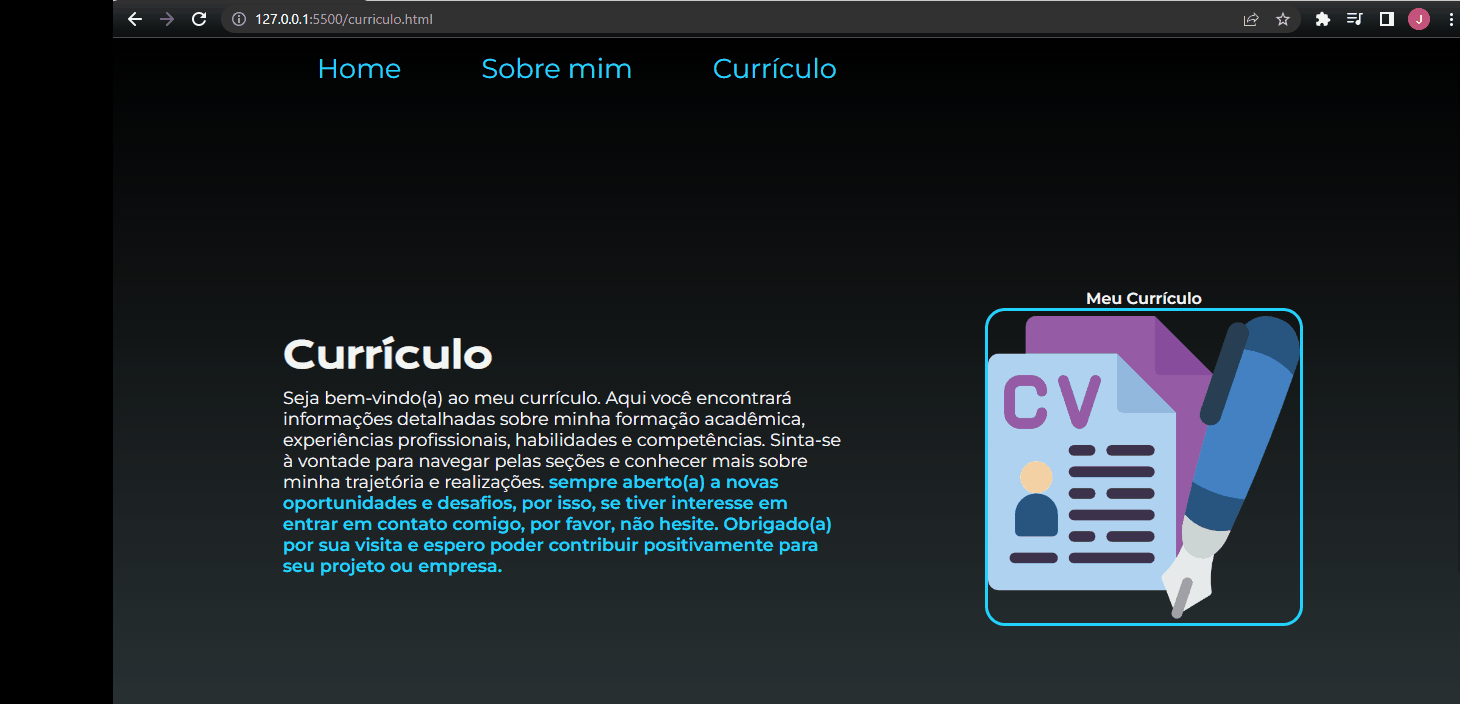 127.0.0.1:5500/curriculo.html
J
Home Sobre mim Currículo
Meu Currículo
CV
Currículo
Seja bem-vindo(a) ao meu currículo. Aqui você encontrará
informações detalhadas sobre minha formação acadêmica,
experiências profissionais, habilidades e competências. Sinta-se
à vontade para navegar pelas seções e conhecer mais sobre
minha trajetória e realizações. sempre aberto(a) a novas
oportunidades e desafios, por isso, se tiver interesse em
entrar em contato comigo, por favor, não hesite. Obrigado(a)
por sua visita e espero poder contribuir positivamente para
seu projeto ou empresa.